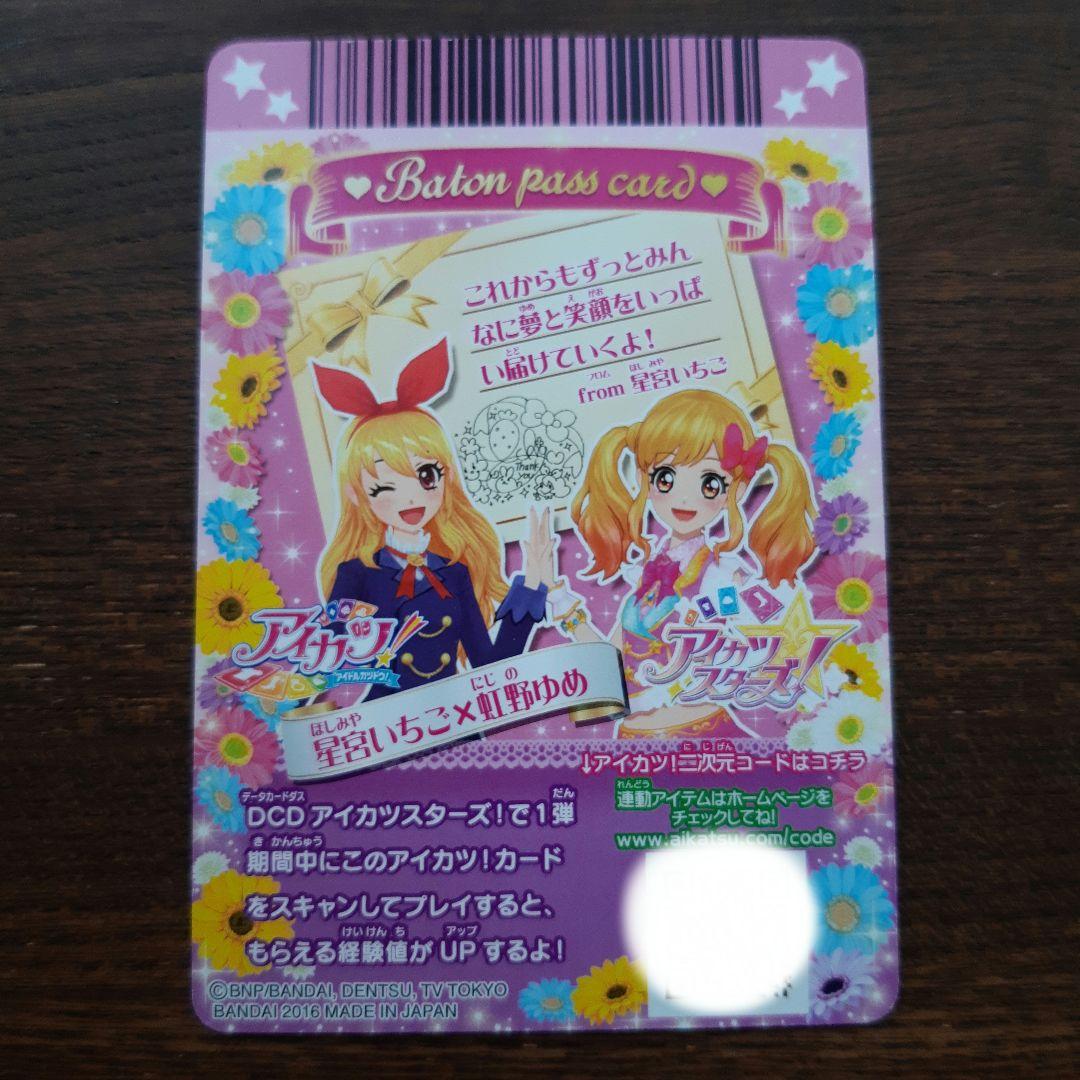 Baton pass card
これからもずっとみん
なに夢と笑顔をいっぱ
い届けていくよ!
from 星宮いちご
Thank you
アイカツ!
アイドルカツドウ!
アイカツスターズ!
星宮いちご×虹野ゆめ
↓アイカツ!二次元コードはコチラ
連動アイテムはホームページを
チェックしてね!
www.aikatsu.com/code
DCD アイカツスターズ!で1弾
期間中にこのアイカツ!カード
をスキャンしてプレイすると、
もらえる経験値が UP するよ!
©BNP/BANDAI, DENTSU, TV TOKYO
BANDAI 2016 MADE IN JAPAN